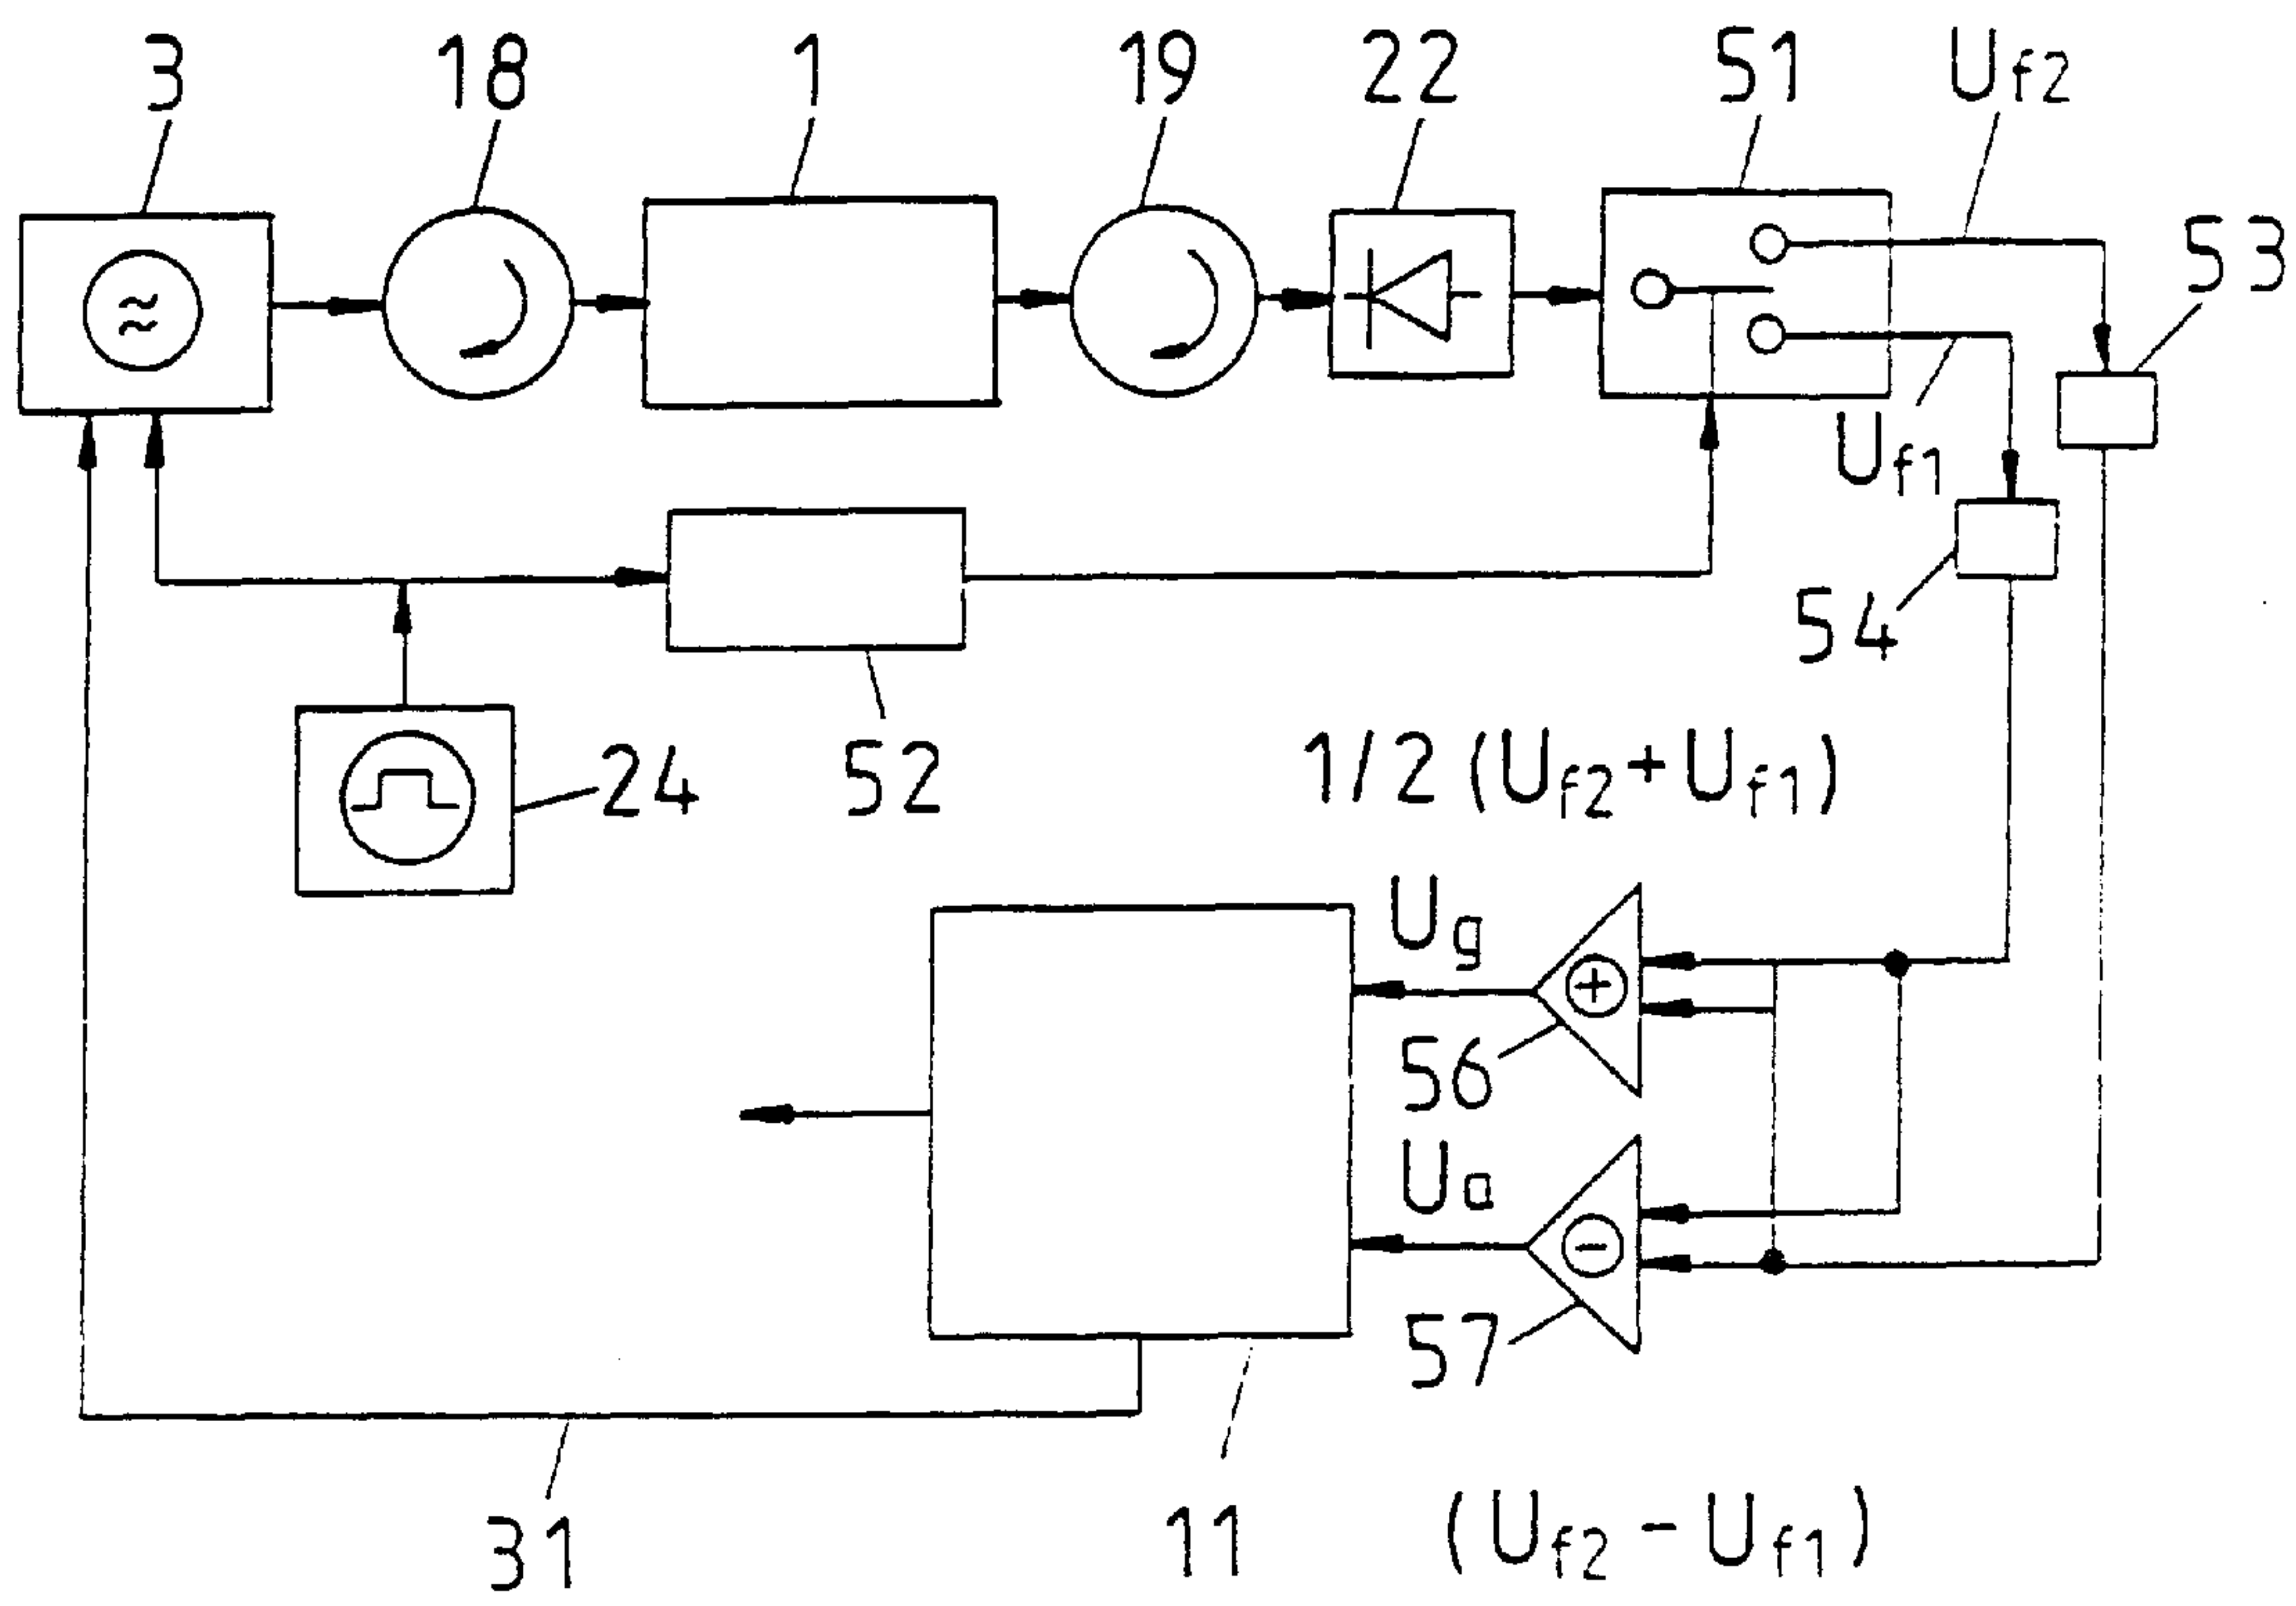 3 18 1 19 22 51 Uf2
53
Uf1
54
24 52 1/2 (Uf2+Uf1)
Ug
+
56
Ua
−
57
31 11 (Uf2 - Uf1)